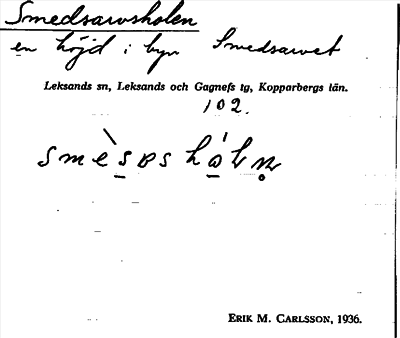 Smedsarvsholen
en höjd i byn Smedsarvet
Leksands sn, Leksands och Gagnefs tg, Kopparbergs län.
102.
ERIK M. CARLSSON, 1936.